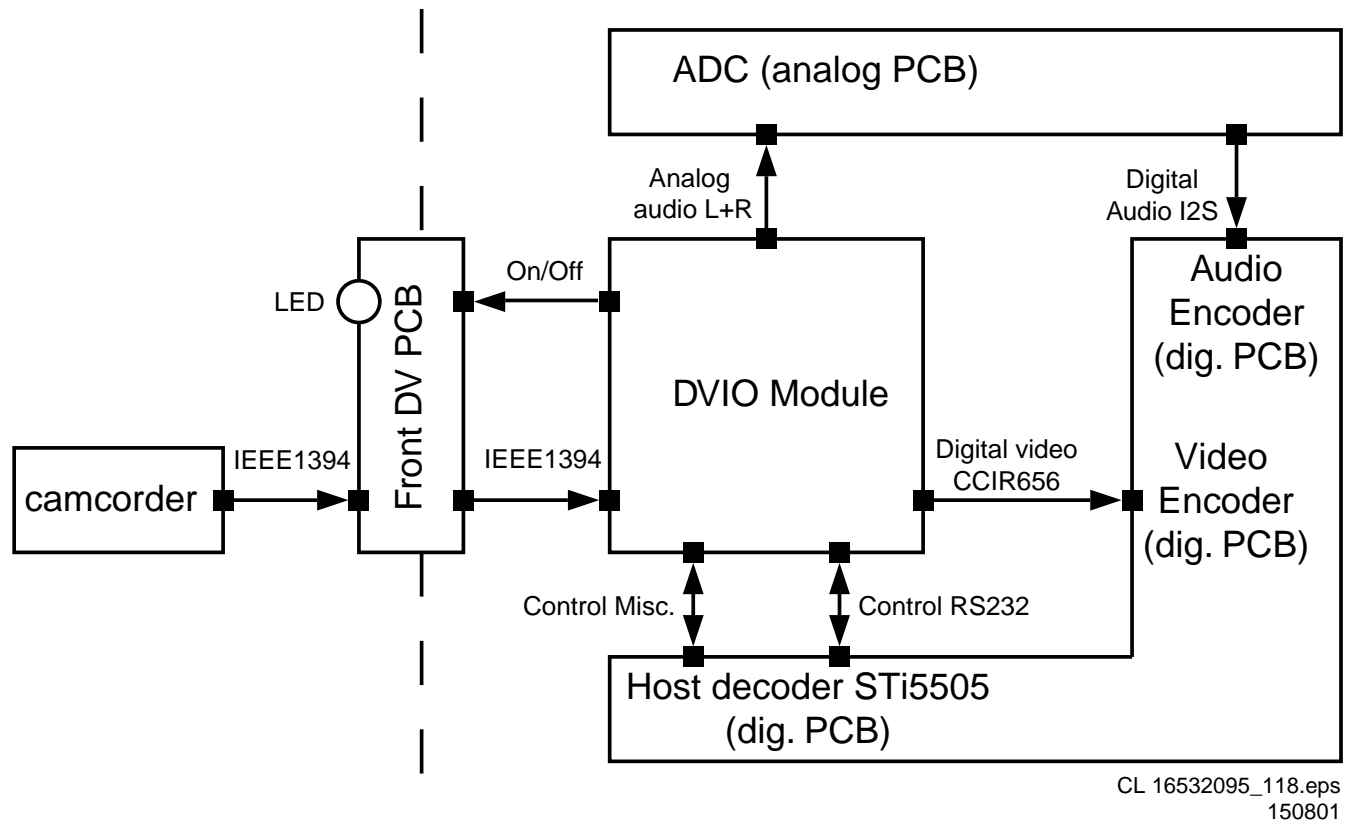 ADC (analog PCB)
Analog
audio L+R
Digital
Audio I2S
On/Off
LED
Front DV PCB
DVIO Module
Audio
Encoder
(dig. PCB)
camcorder
IEEE1394
IEEE1394
Digital video
CCIR656
Video
Encoder
(dig. PCB)
Control Misc.
Control RS232
Host decoder STi5505
(dig. PCB)
CL 16532095_118.eps
150801